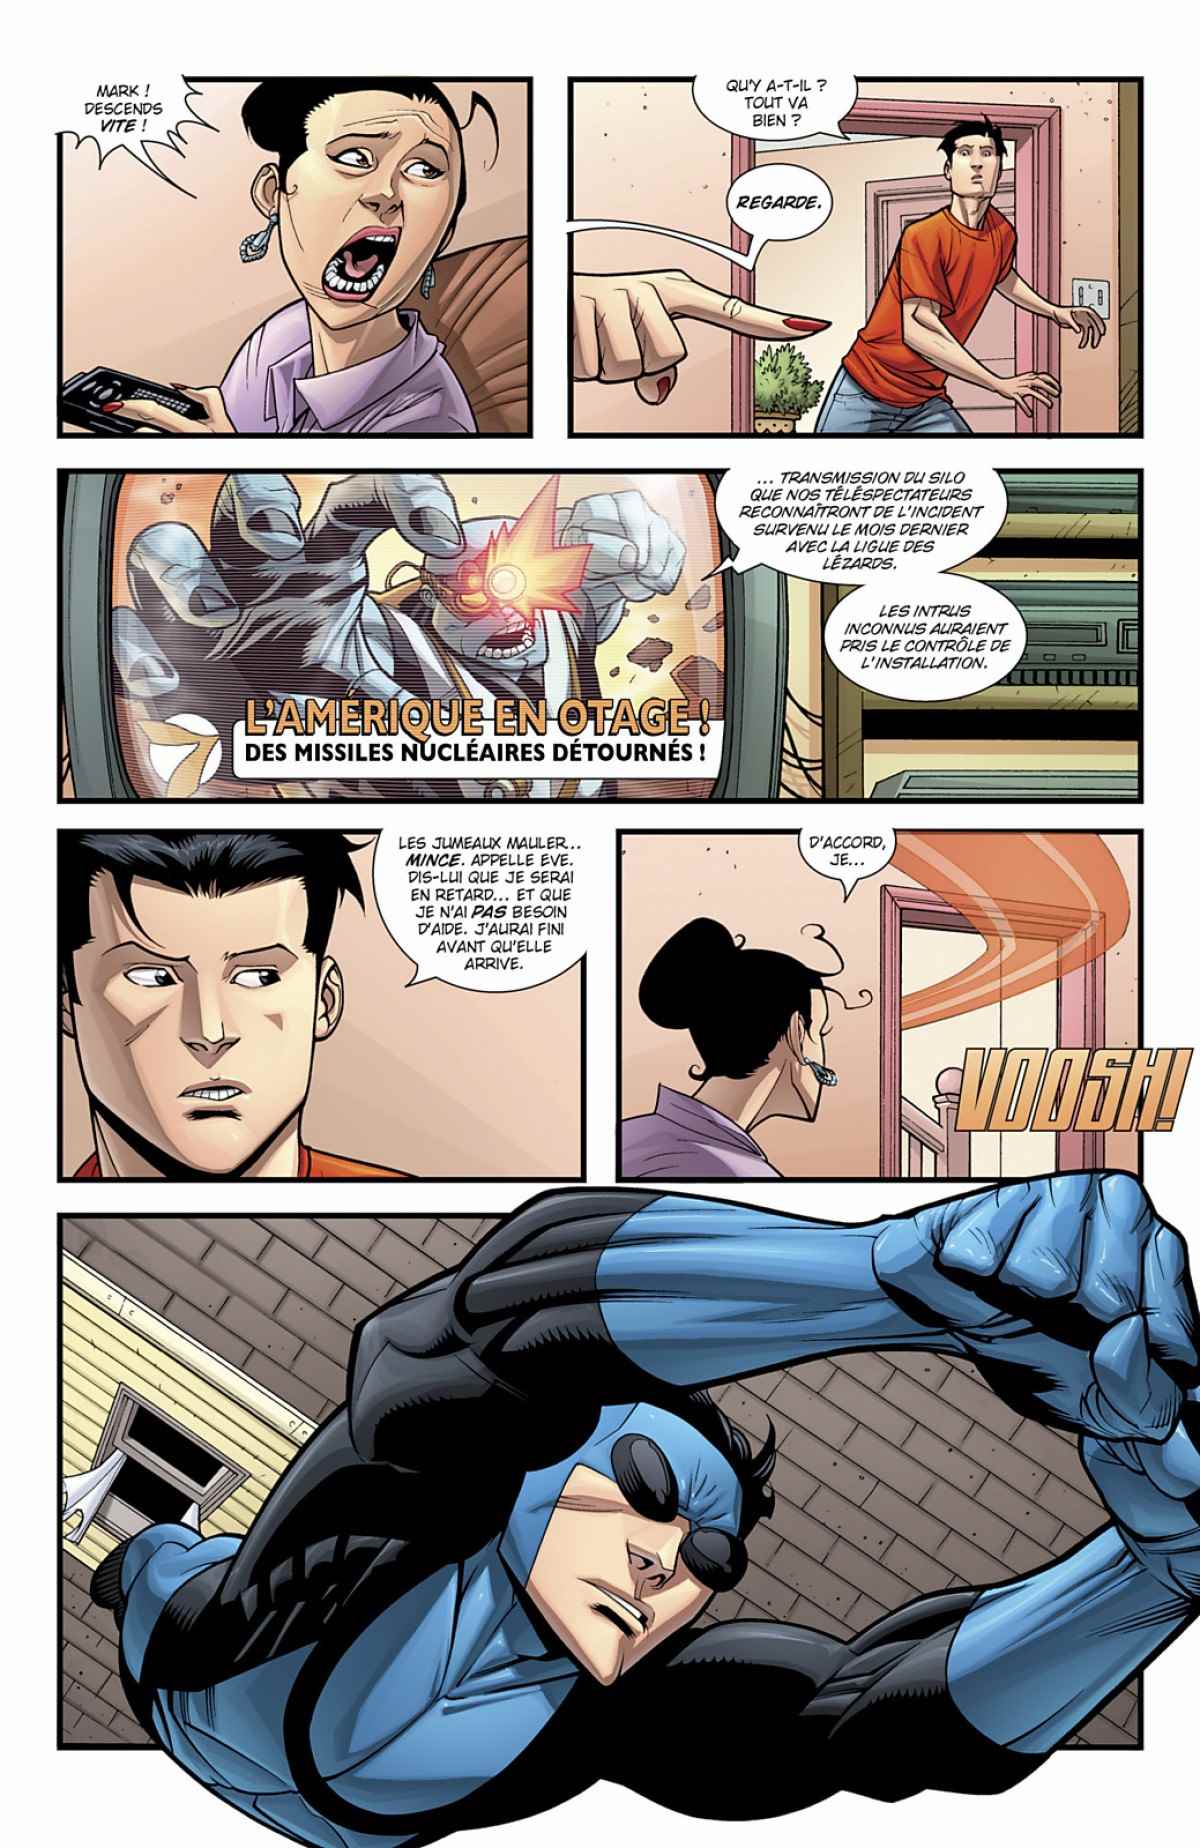 MARK !
DESCENDS
VITE !
QU'Y A-T-IL ?
TOUT VA
BIEN ?
REGARDE.
... TRANSMISSION DU SILO
QUE NOS TÉLÉSPECTATEURS
RECONNAÎTRONT DE L'INCIDENT
SURVENU LE MOIS DERNIER
AVEC LA LIGUE DES
LÉZARDS.
LES INTRUS
INCONNUS AURAIENT
PRIS LE CONTRÔLE DE
L'INSTALLATION.
7
L'AMÉRIQUE EN OTAGE !
DES MISSILES NUCLÉAIRES DÉTOURNÉS !
LES JUMEAUX MAULER...
MINCE. APPELLE EVE.
DIS-LUI QUE JE SERAI
EN RETARD... ET QUE
JE N'AI PAS BESOIN
D'AIDE. J'AURAI FINI
AVANT QU'ELLE
ARRIVE.
D'ACCORD,
JE...
VOOSH!